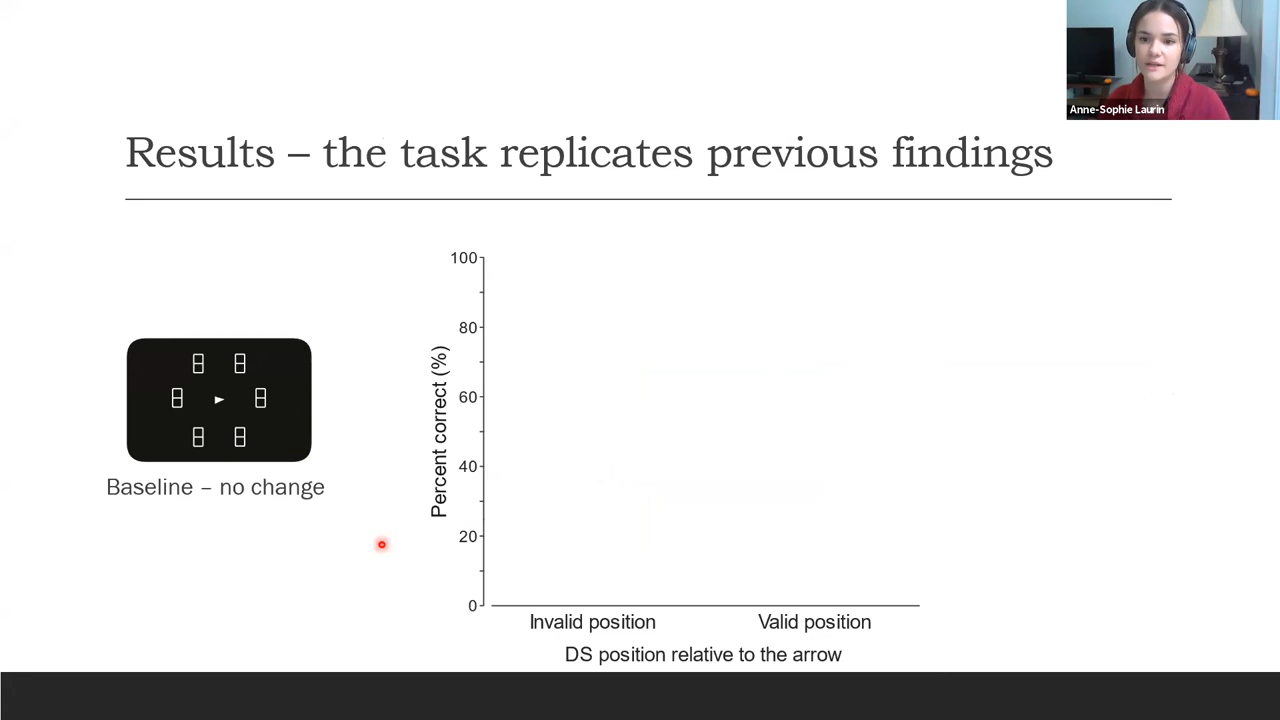 Anne-Sophie Laurin
Results – the task replicates previous findings
100
80
60
40
20
0
Percent correct (%)
Invalid position
Valid position
DS position relative to the arrow
Baseline – no change